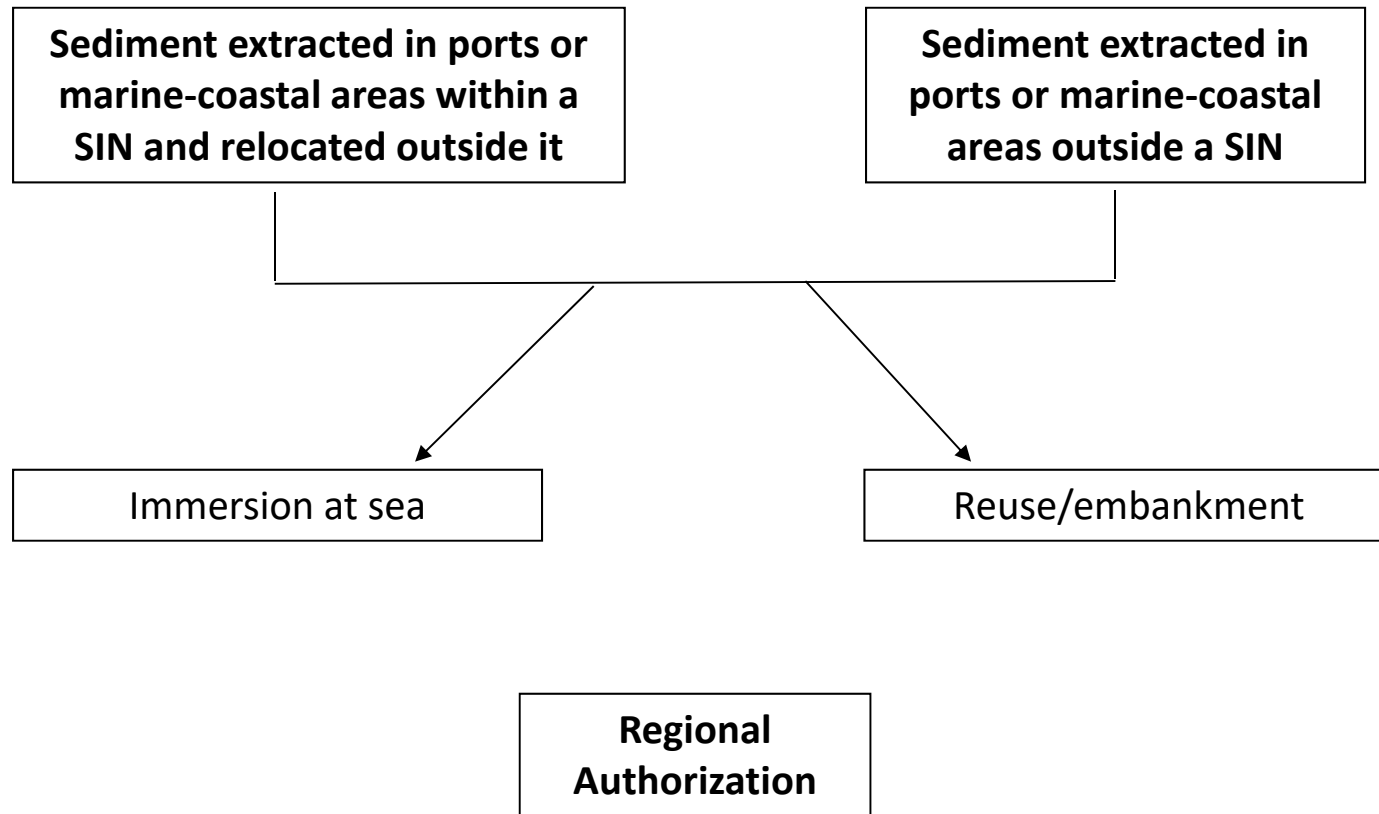 Sediment extracted in ports or
marine-coastal areas within a
SIN and relocated outside it
Sediment extracted in
ports or marine-coastal
areas outside a SIN
Immersion at sea
Reuse/embankment
Regional
Authorization